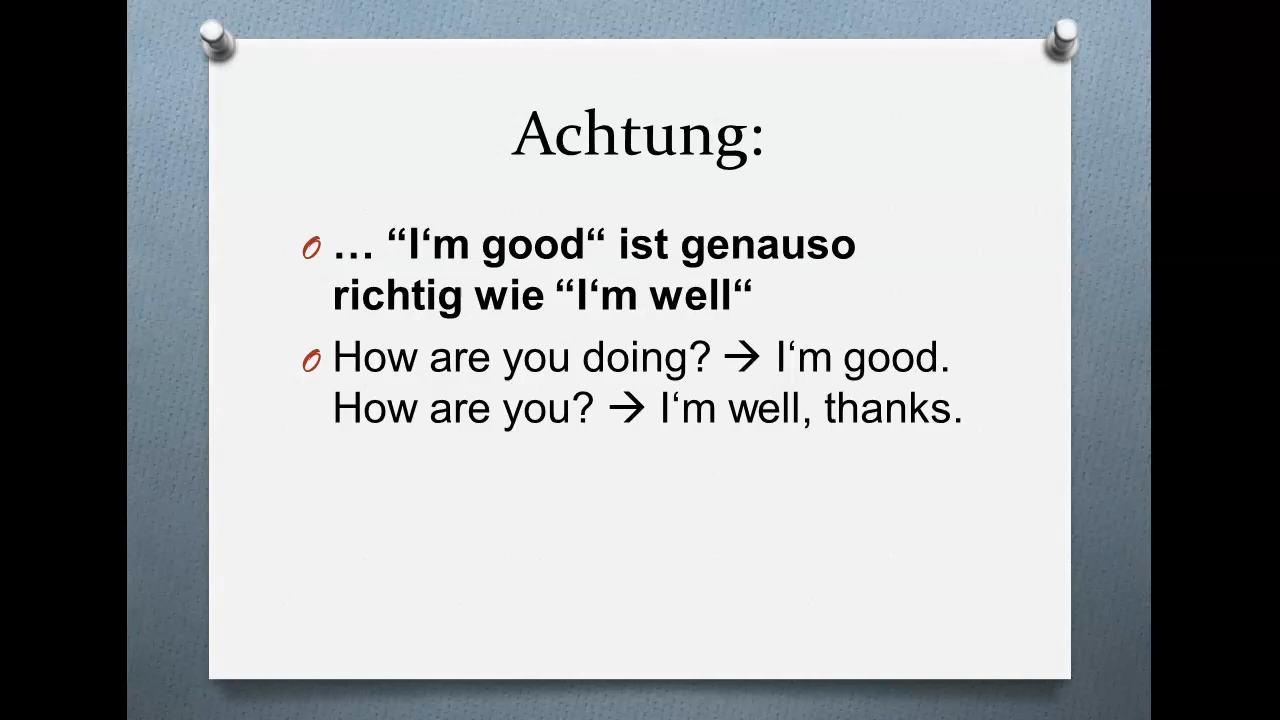 Achtung:
… “I‘m good“ ist genauso
richtig wie “I‘m well“
How are you doing? → I‘m good.
How are you? → I‘m well, thanks.